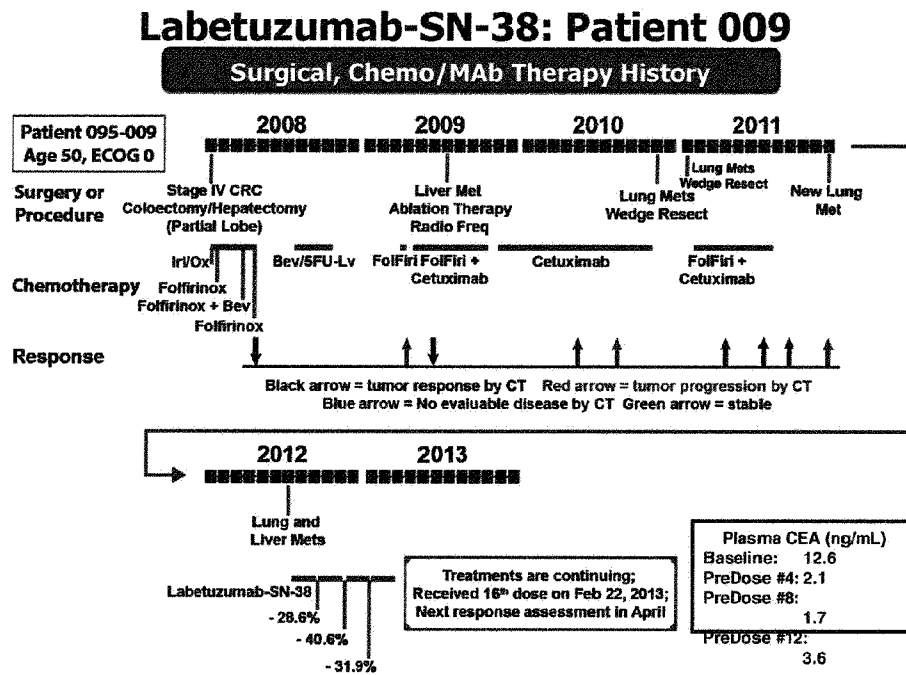 Labetuzumab-SN-38: Patient 009
Surgical, Chemo/MAb Therapy History
Patient 095-009
Age 50, ECOG 0
2008
2009
2010
2011
Surgery or
Procedure
Stage IV CRC
Coloectomy/Hepatectomy
(Partial Lobe)
Liver Met
Ablation Therapy
Radio Freq
Lung Mets
Wedge Resect
Lung Mets
Wedge Resect
New Lung
Met
Chemotherapy
Iri/Ox
Folfirinox
Folfirinox + Bev
Folfirinox
Bev/5FU-Lv
FolFiri
FolFiri +
Cetuximab
Cetuximab
FolFiri +
Cetuximab
Response
Black arrow = tumor response by CT Red arrow = tumor progression by CT
Blue arrow = No evaluable disease by CT Green arrow = stable
2012
2013
Lung and
Liver Mets
Labetuzumab-SN-38
- 28.6%
- 40.6%
- 31.9%
Treatments are continuing;
Received 16th dose on Feb 22, 2013;
Next response assessment in April
Plasma CEA (ng/mL)
Baseline: 12.6
PreDose #4: 2.1
PreDose #8:
1.7
PreDose #12:
3.6